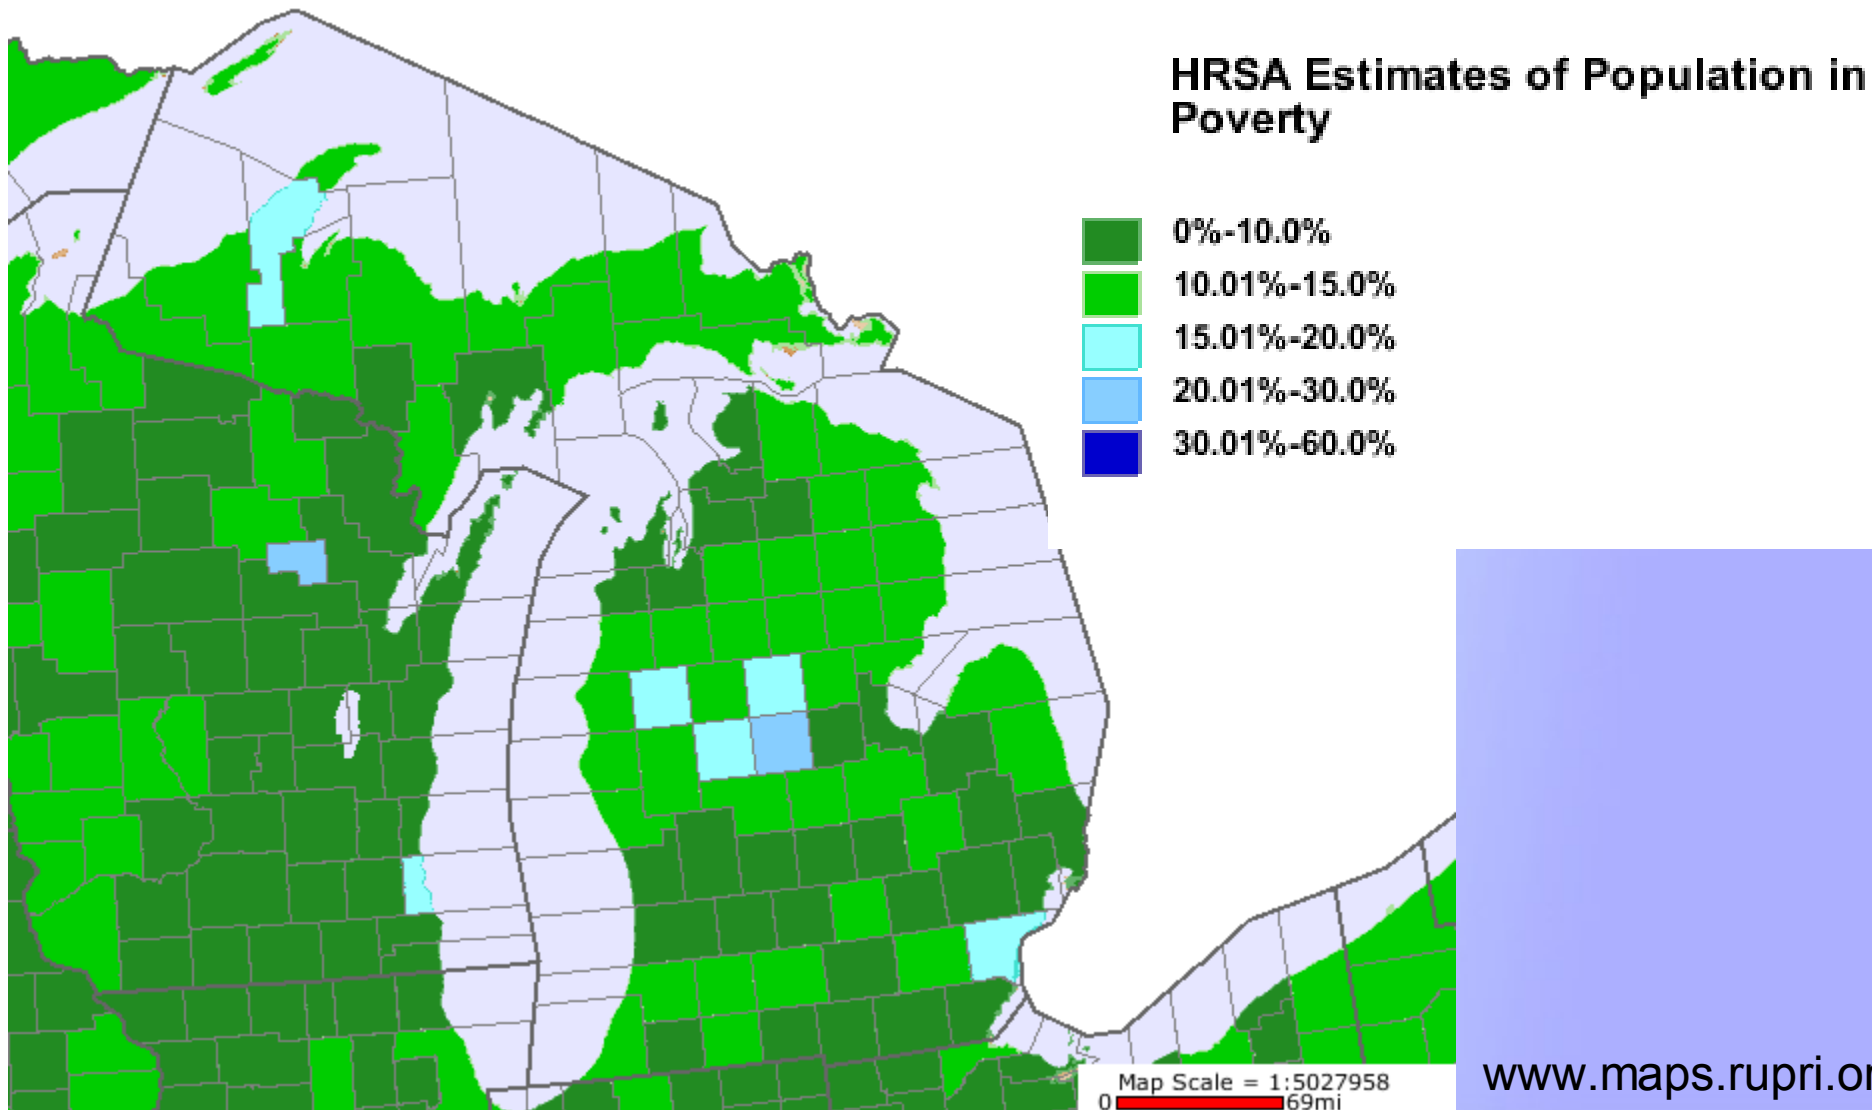 HRSA Estimates of Population in
Poverty
0%-10.0%
10.01%-15.0%
15.01%-20.0%
20.01%-30.0%
30.01%-60.0%
Map Scale = 1:5027958
0 69mi
www.maps.rupri.or